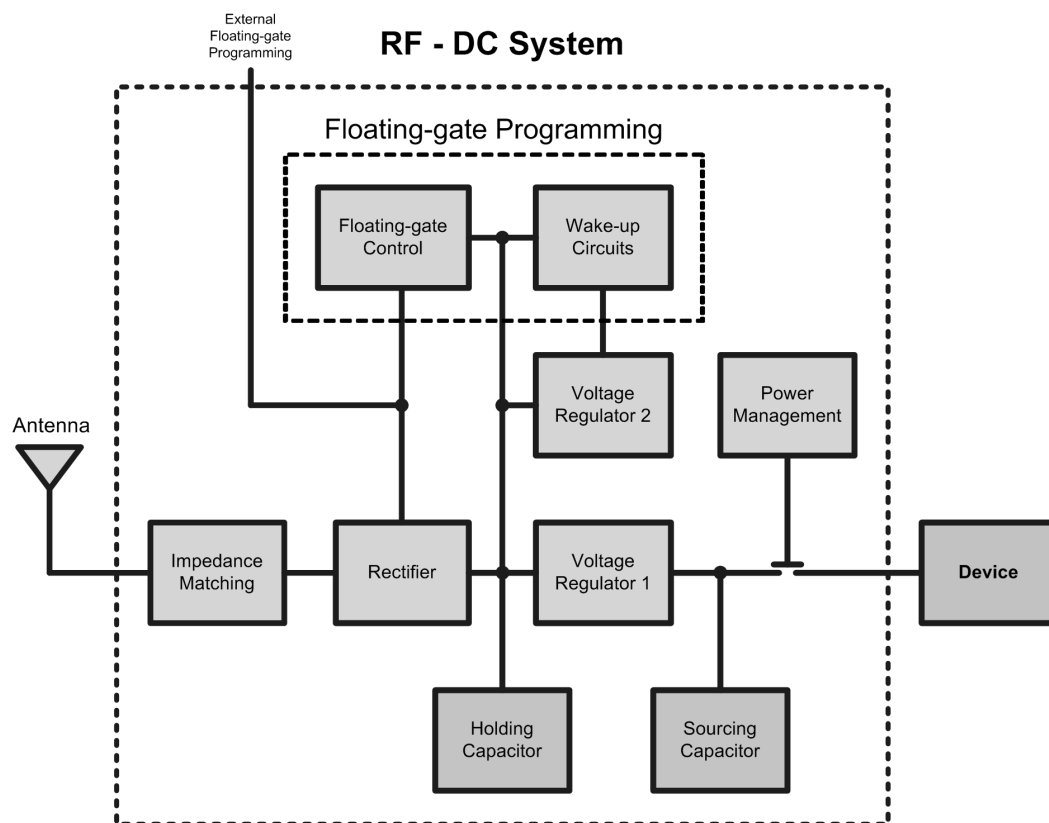 External
Floating-gate
Programming
RF - DC System
Floating-gate Programming
Floating-gate
Control
Wake-up
Circuits
Voltage
Regulator 2
Power
Management
Antenna
Impedance
Matching
Rectifier
Voltage
Regulator 1
Device
Holding
Capacitor
Sourcing
Capacitor